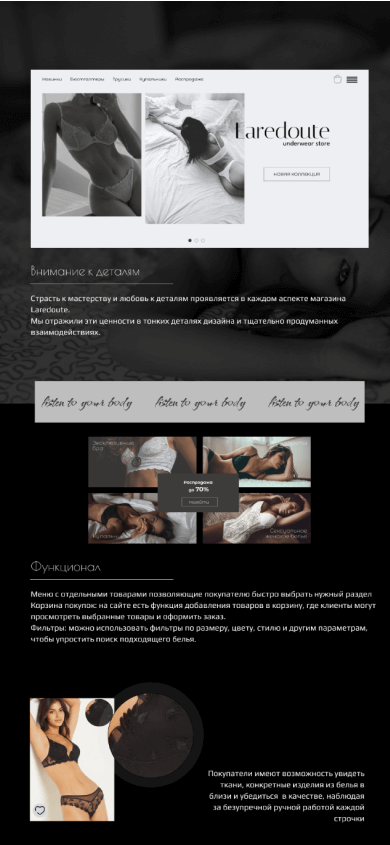 Новинки Бестселлеры Трусики Купальники Распродажа
Laredoute
underwear store
НОВАЯ КОЛЛЕКЦИЯ
Внимание к деталям
Страсть к мастерству и любовь к деталям проявляется в каждом аспекте магазина
Laredoute.
Мы отразили эти ценности в тонких деталях дизайна и тщательно продуманных
взаимодействиях.
listen to your body listen to your body listen to your body
Эксклюзивные
бра
Распродажа
до 70%
перейти
Купальники
Сексуальное
женское белье
Функционал
Меню с отдельными товарами позволяющие покупателю быстро выбрать нужный раздел
Корзина покупок: на сайте есть функция добавления товаров в корзину, где клиенты могут
просмотреть выбранные товары и оформить заказ.
Фильтры: можно использовать фильтры по размеру, цвету, стилю и другим параметрам,
чтобы упростить поиск подходящего белья.
Покупатели имеют возможность увидеть
ткани, конкретные изделия из белья в
близи и убедиться в качестве, наблюдая
за безупречной ручной работой каждой
строчки